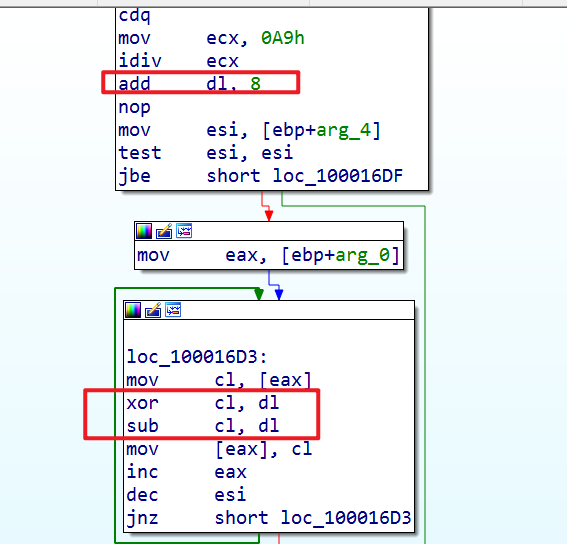 cdq
mov ecx, 0A9h
idiv ecx
add dl, 8
nop
mov esi, [ebp+arg_4]
test esi, esi
jbe short loc_100016DF
mov eax, [ebp+arg_0]
loc_100016D3:
mov cl, [eax]
xor cl, dl
sub cl, dl
mov [eax], cl
inc eax
dec esi
jnz short loc_100016D3